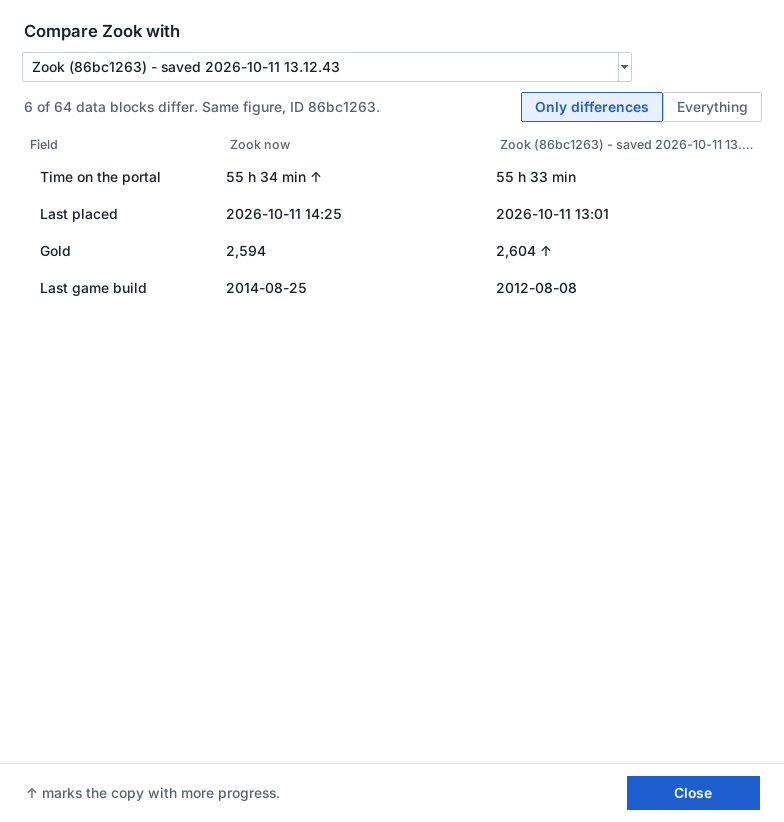 Compare Zook with
Zook (86bc1263) - saved 2026-10-11 13.12.43
6 of 64 data blocks differ. Same figure, ID 86bc1263.
Only differences
Everything
Field
Zook now
Zook (86bc1263) - saved 2026-10-11 13....
Time on the portal
55 h 34 min ↑
55 h 33 min
Last placed
2026-10-11 14:25
2026-10-11 13:01
Gold
2,594
2,604 ↑
Last game build
2014-08-25
2012-08-08
↑ marks the copy with more progress.
Close